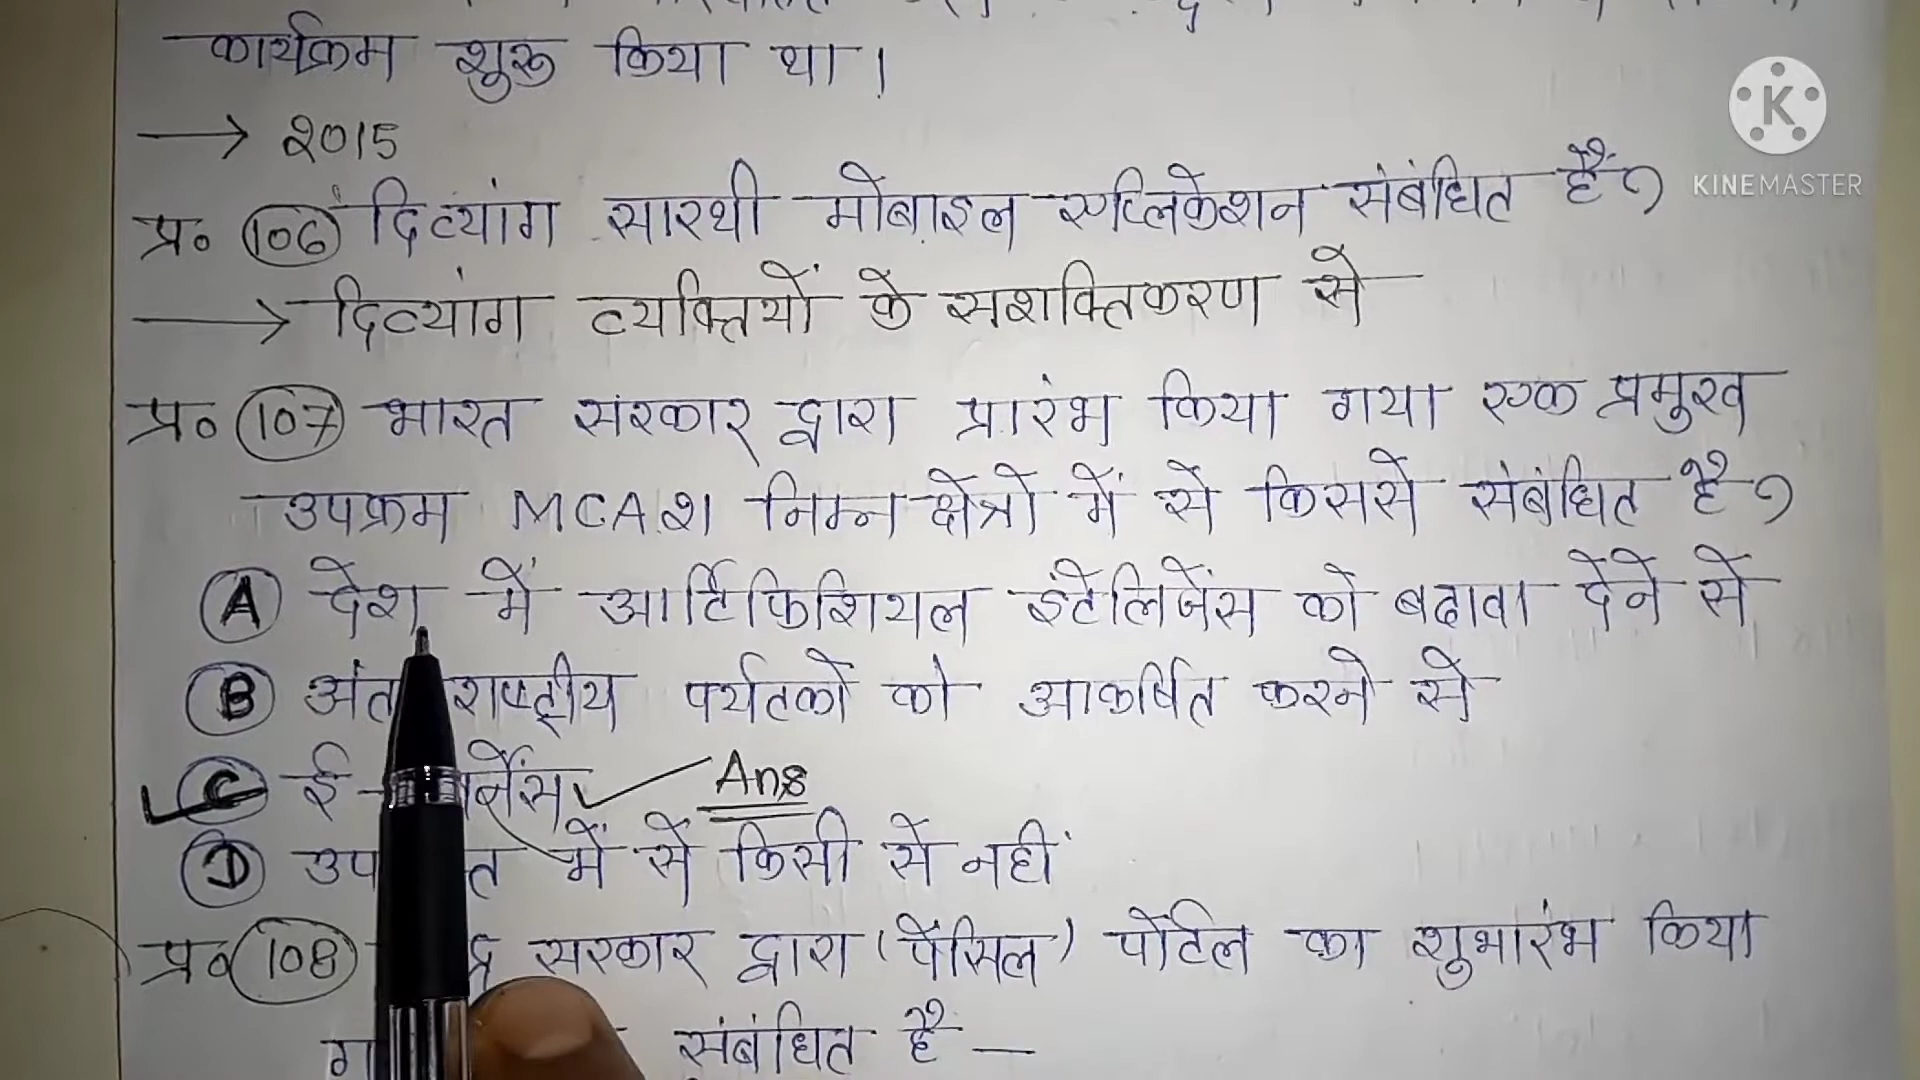 कार्यक्रम शुरू किया था।
→ 2015
प्र० 106 दिव्यांग सारथी मोबाइल एप्लिकेशन संबंधित है?
→ दिव्यांग व्यक्तियों के सशक्तिकरण से
प्र० 107 भारत सरकार द्वारा प्रारंभ किया गया एक प्रमुख
उपक्रम MCA21 निम्न क्षेत्रो में से किससे संबंधित है?
A देश में आर्टिफिशियल इंटेलिजेंस को बढावा देने से
B राष्ट्रीय पर्यटकों को आकर्षित करने से
C ई- Ans
D में से किसी से नहीं
प्र० 108 सरकार द्वारा (पेंसिल) पोर्टल का शुभारंभ किया
संबंधित है —
KINEMASTER